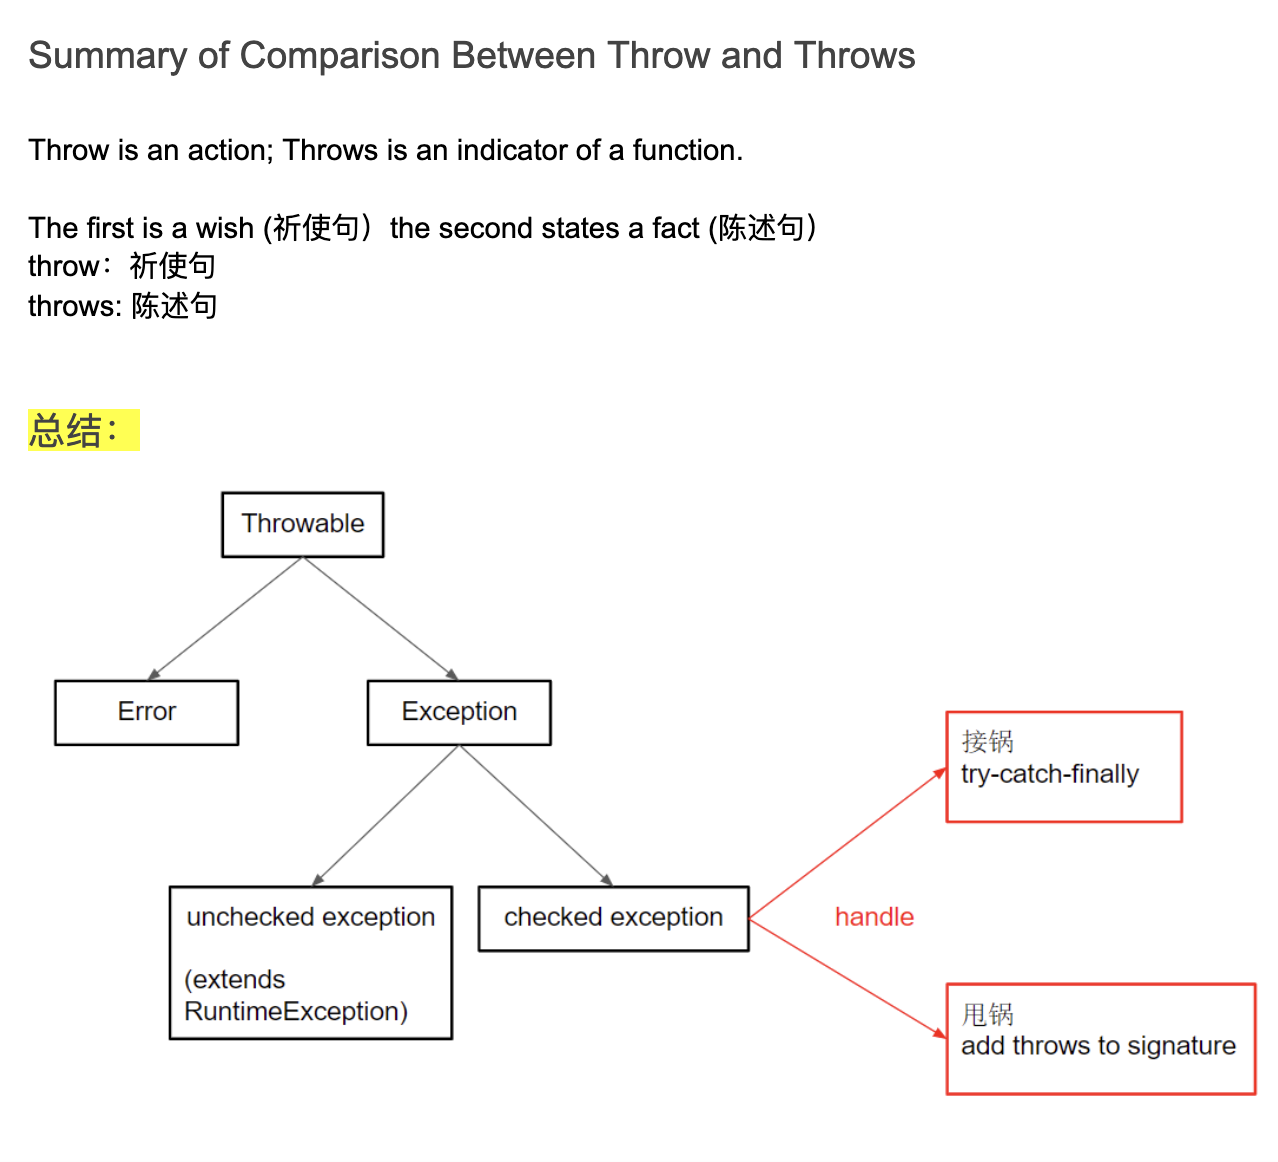 Summary of Comparison Between Throw and Throws
Throw is an action; Throws is an indicator of a function.
The first is a wish (祈使句）the second states a fact (陈述句）
throw：祈使句
throws: 陈述句
总结：
Throwable
Error
Exception
unchecked exception
(extends
RuntimeException)
checked exception
handle
接锅
try-catch-finally
甩锅
add throws to signature